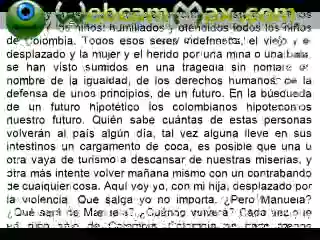 WebcamMax.com
los niños; humillados y ofendidos todos los niños
de Colombia. Todos esos seres indefensos, el viejo y el
desplazado y la mujer y el herido por una mina o una bala
se han visto sumidos en una tragedia sin nombre en
nombre de la igualdad, de los derechos humanos, de la
defensa de unos principios, de un futuro. En la búsqueda
de un futuro hipotético los colombianos hipotecamos
nuestro futuro. Quién sabe cuántas de estas personas
volverán al país algún día, tal vez alguna lleve en sus
intestinos un cargamento de coca, es posible que una u
otra vaya de turismo a descansar de nuestras miserias, y
otra más intente volver mañana mismo con un contrabando
de cualquier cosa. Aquí voy yo, con mi hija, desplazado por
la violencia. Que salga yo no importa. ¿Pero Manuela?
¿Qué será de Manuela? ¿Cuándo volverá? Cada vez que